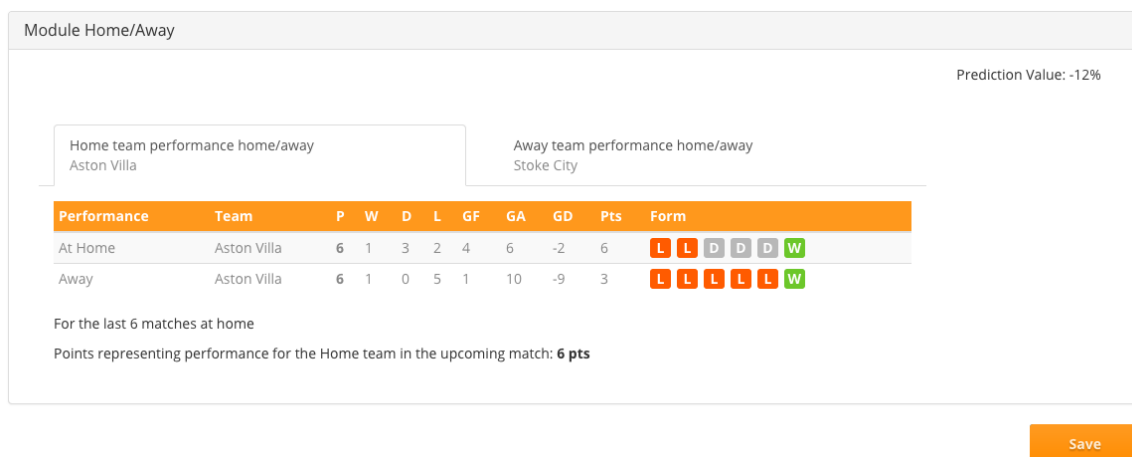 Module Home/Away
Prediction Value: -12%
Home team performance home/away
Aston Villa
Away team performance home/away
Stoke City
Performance Team P W D L GF GA GD Pts Form
At Home Aston Villa 6 1 3 2 4 6 -2 6 L L D D D W
Away Aston Villa 6 1 0 5 1 10 -9 3 L L L L L W
For the last 6 matches at home
Points representing performance for the Home team in the upcoming match: 6 pts
Save